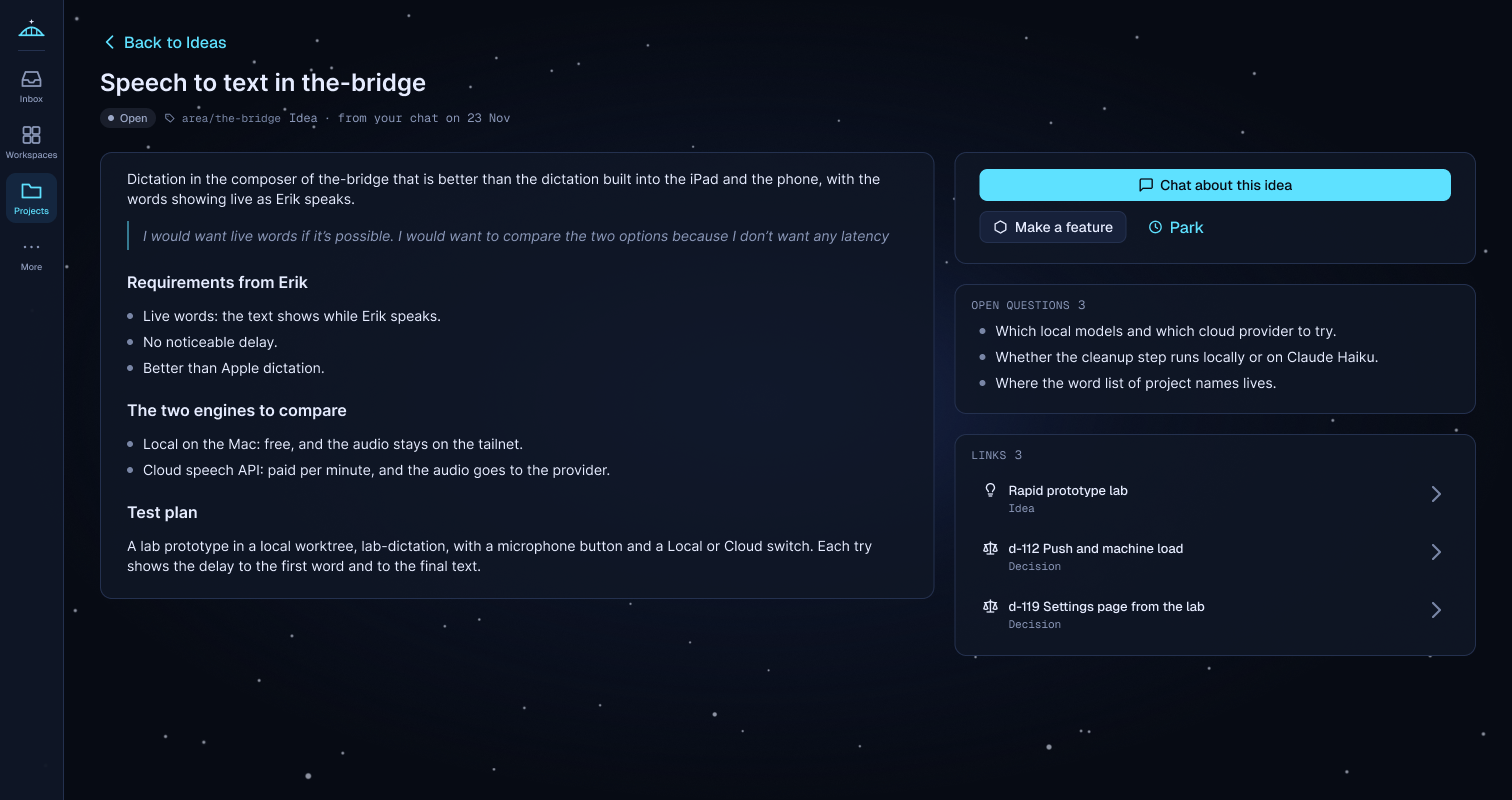 Inbox
Workspaces
Projects
More
Back to Ideas
Speech to text in the-bridge
Open area/the-bridge Idea · from your chat on 23 Nov
Dictation in the composer of the-bridge that is better than the dictation built into the iPad and the phone, with the
words showing live as Erik speaks.
I would want live words if it's possible. I would want to compare the two options because I don't want any latency
Requirements from Erik
Live words: the text shows while Erik speaks.
No noticeable delay.
Better than Apple dictation.
The two engines to compare
Local on the Mac: free, and the audio stays on the tailnet.
Cloud speech API: paid per minute, and the audio goes to the provider.
Test plan
A lab prototype in a local worktree, lab-dictation, with a microphone button and a Local or Cloud switch. Each try
shows the delay to the first word and to the final text.
Chat about this idea
Make a feature
Park
OPEN QUESTIONS 3
Which local models and which cloud provider to try.
Whether the cleanup step runs locally or on Claude Haiku.
Where the word list of project names lives.
LINKS 3
Rapid prototype lab
Idea
d-112 Push and machine load
Decision
d-119 Settings page from the lab
Decision